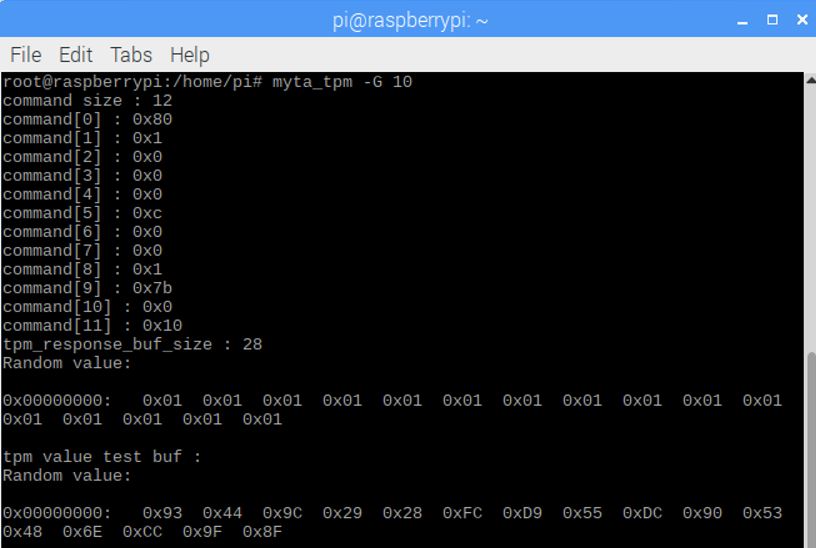 pi@raspberrypi: ~
File Edit Tabs Help
root@raspberrypi:/home/pi# myta_tpm -G 10
command size : 12
command[0] : 0x80
command[1] : 0x1
command[2] : 0x0
command[3] : 0x0
command[4] : 0x0
command[5] : 0xc
command[6] : 0x0
command[7] : 0x0
command[8] : 0x1
command[9] : 0x7b
command[10] : 0x0
command[11] : 0x10
tpm_response_buf_size : 28
Random value:
0x00000000:   0x01  0x01  0x01  0x01  0x01  0x01  0x01  0x01  0x01  0x01  0x01
0x01  0x01  0x01  0x01  0x01
tpm value test buf :
Random value:
0x00000000:   0x93  0x44  0x9C  0x29  0x28  0xFC  0xD9  0x55  0xDC  0x90  0x53
0x48  0x6E  0xCC  0x9F  0x8F